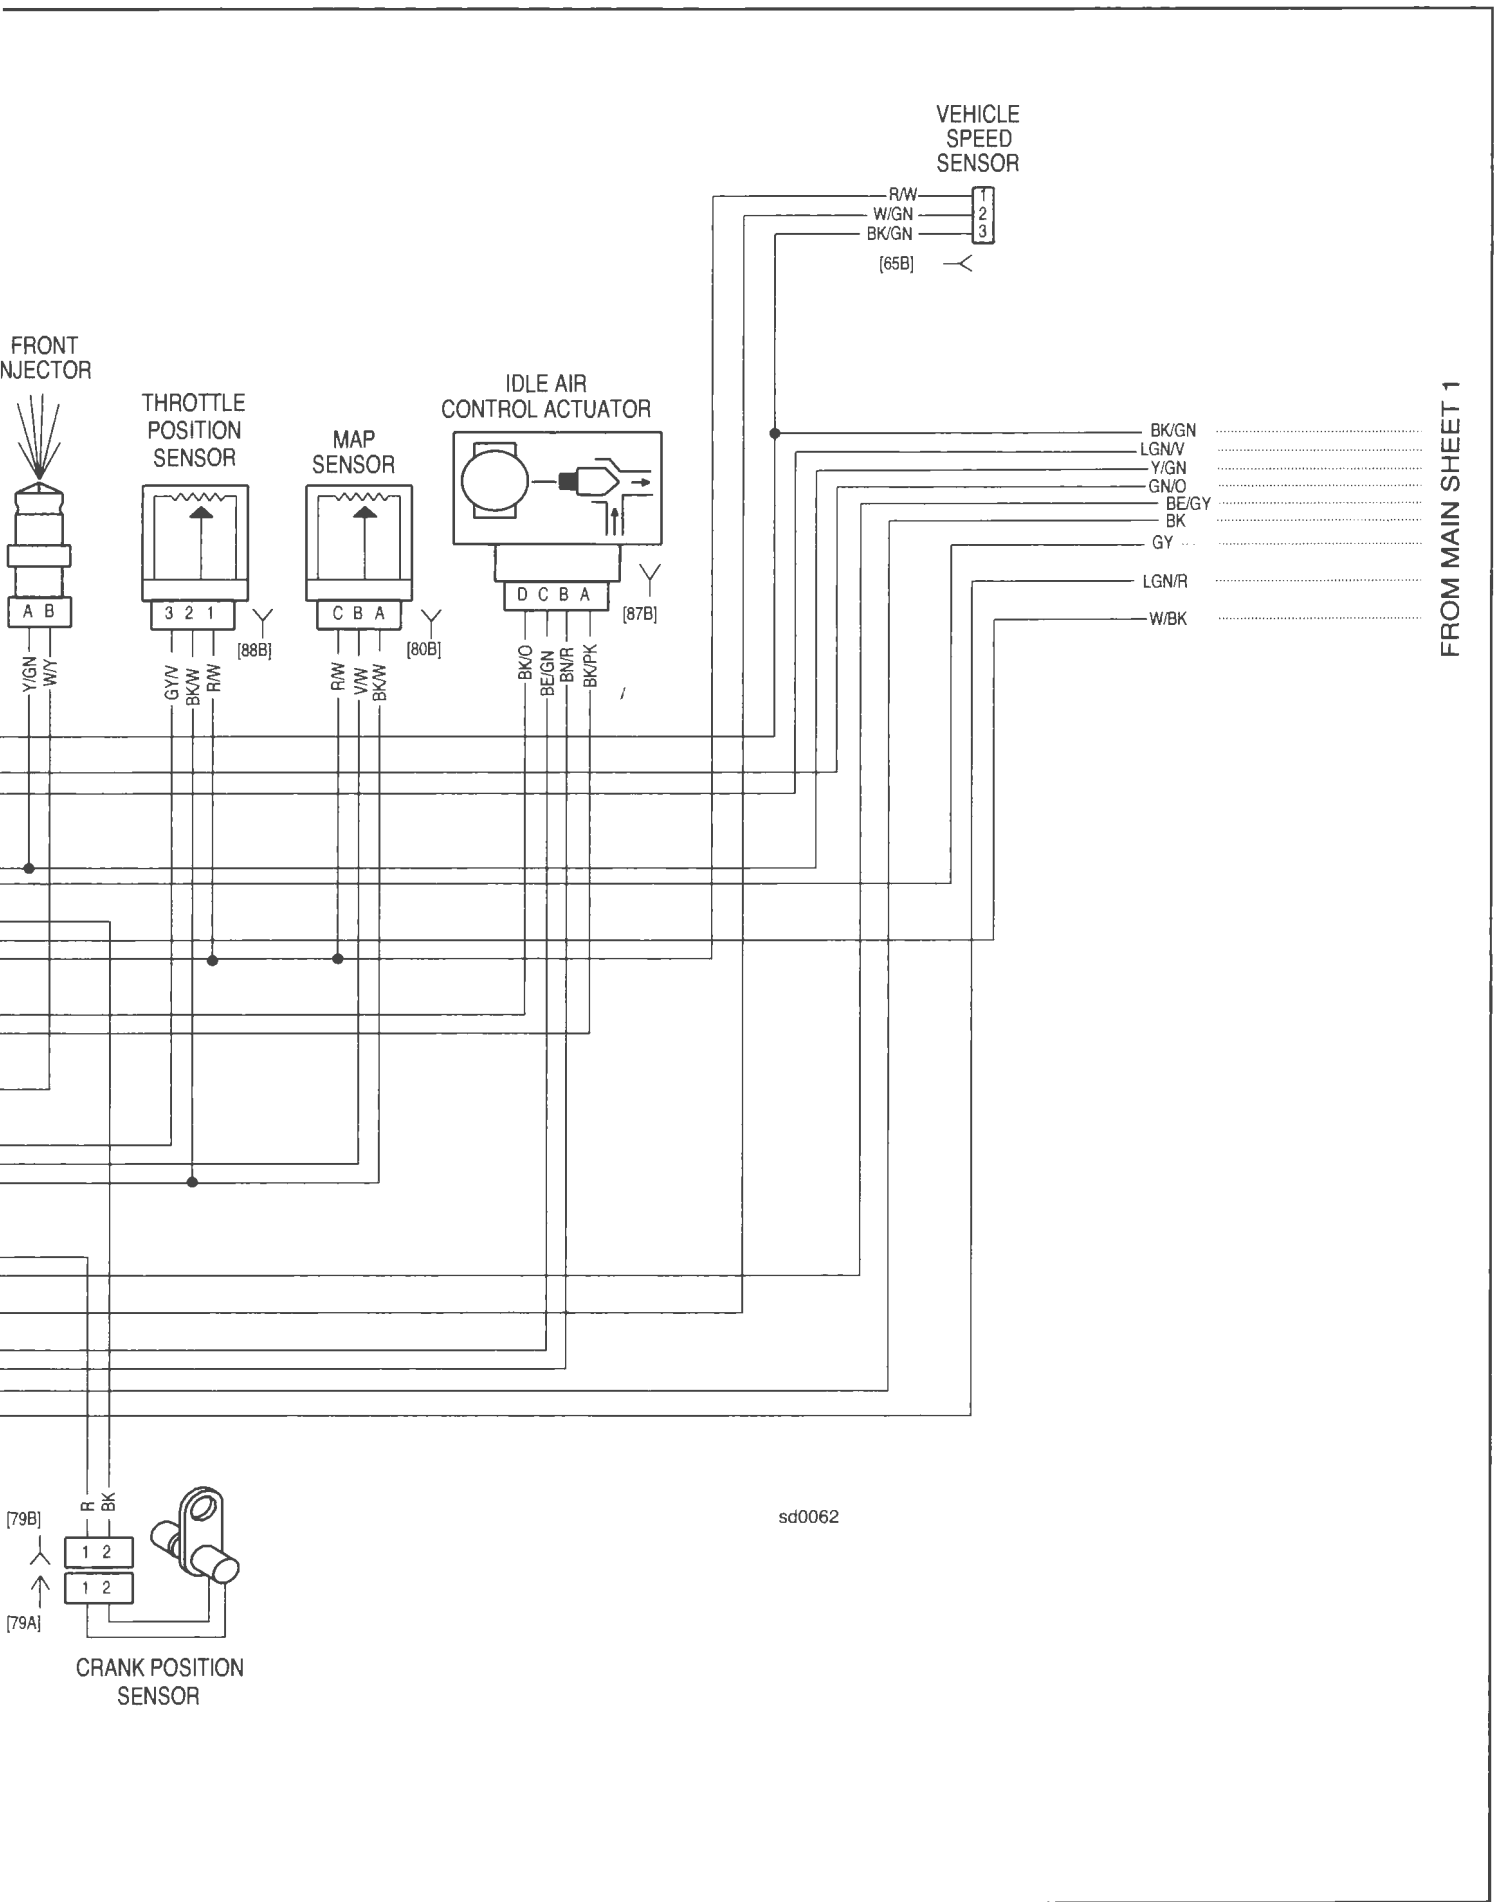 VEHICLE
SPEED
SENSOR
R/W
1
W/GN
2
BK/GN
3
[65B]
FRONT
NJECTOR
A B
Y/GN
W/Y
THROTTLE
POSITION
SENSOR
3 2 1
[88B]
GY/V
BK/W
R/W
MAP
SENSOR
C B A
[80B]
R/W
V/W
BK/W
IDLE AIR
CONTROL ACTUATOR
D C B A
[87B]
BK/O
BE/GN
BN/R
BK/PK
BK/GN
LGN/V
Y/GN
GN/O
BE/GY
BK
GY
LGN/R
W/BK
FROM MAIN SHEET 1
R
BK
[79B]
1 2
1 2
[79A]
CRANK POSITION
SENSOR
sd0062